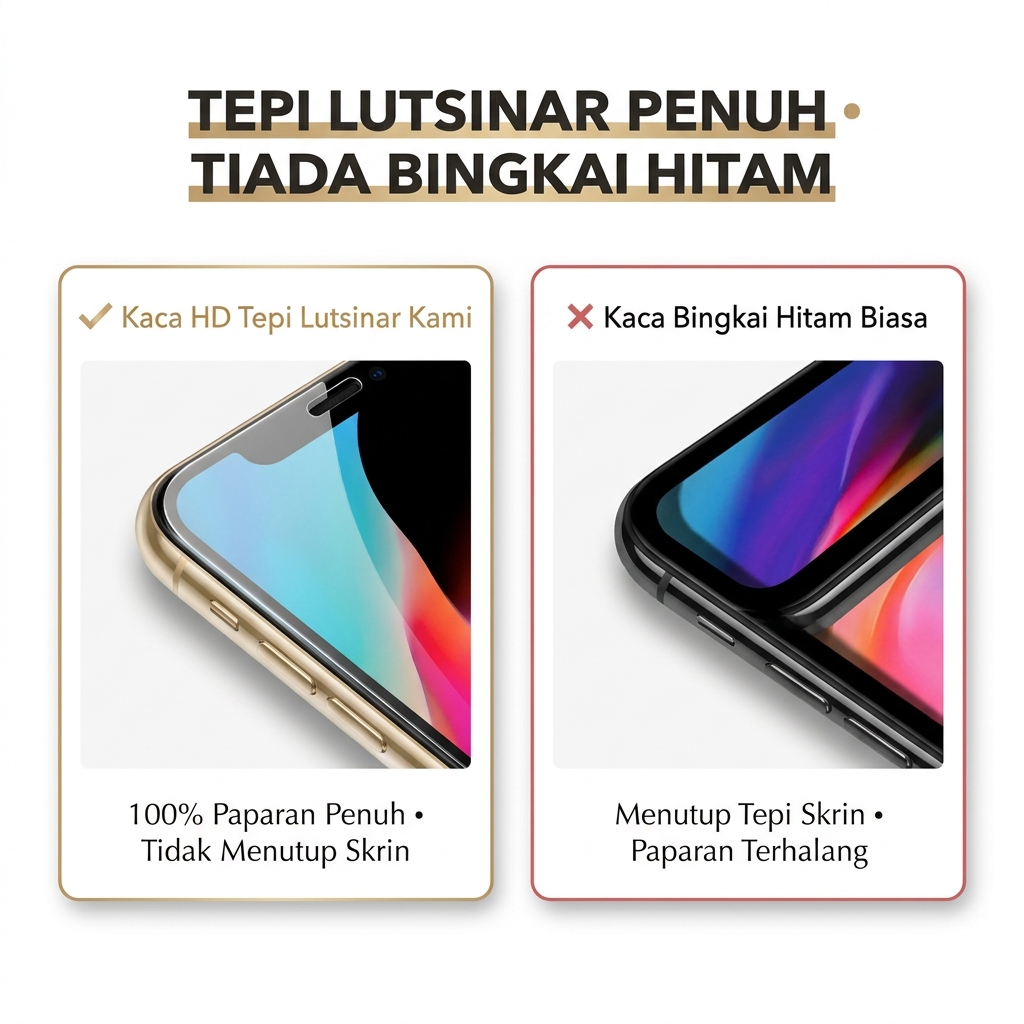 TEPI LUTSINAR PENUH •
TIADA BINGKAI HITAM
Kaca HD Tepi Lutsinar Kami
Kaca Bingkai Hitam Biasa
100% Paparan Penuh •
Tidak Menutup Skrin
Menutup Tepi Skrin •
Paparan Terhalang